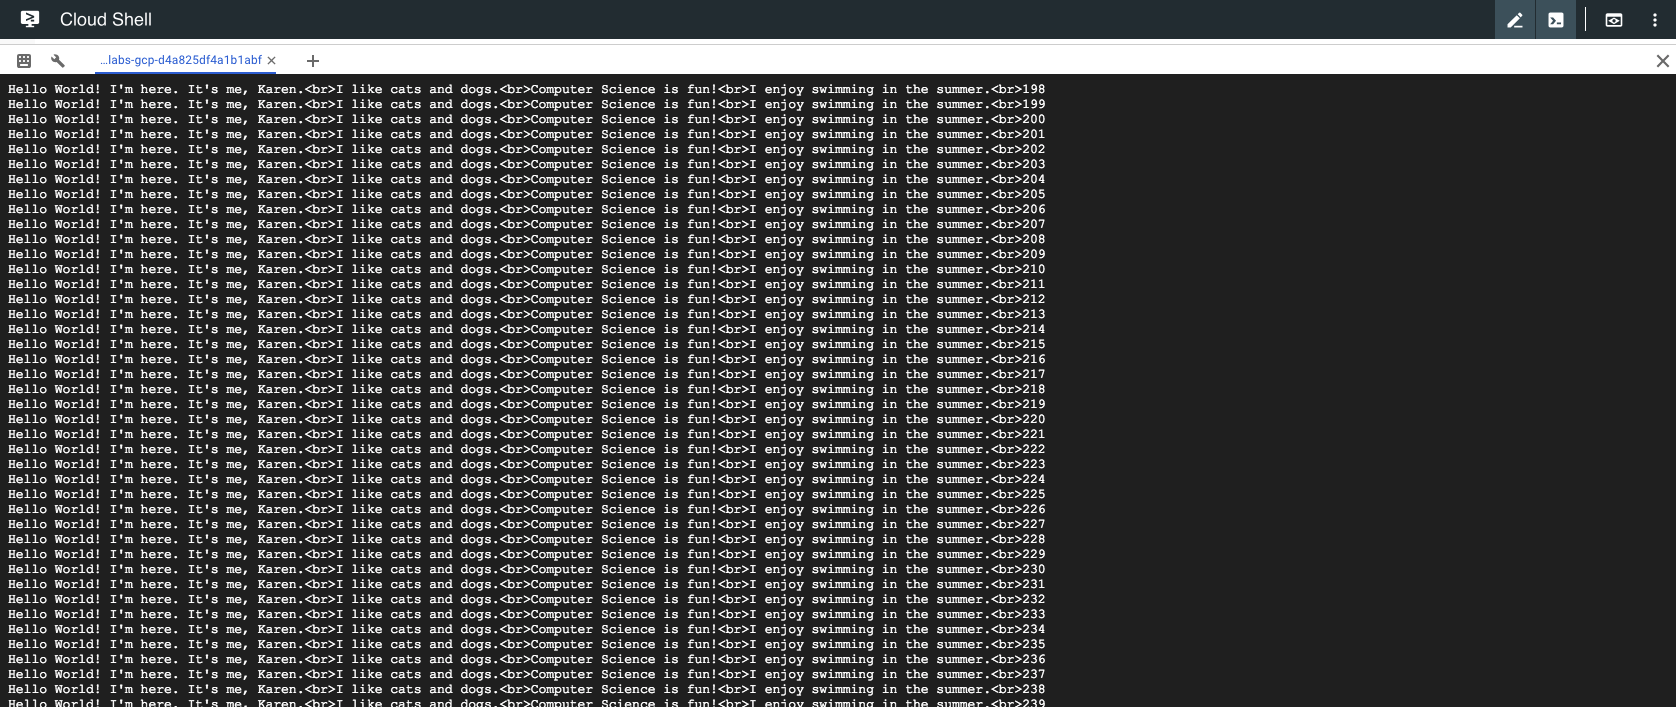 Cloud Shell
...labs-gcp-d4a825df4a1b1abf
Hello World! I'm here. It's me, Karen.<br>I like cats and dogs.<br>Computer Science is fun!<br>I enjoy swimming in the summer.<br>198
Hello World! I'm here. It's me, Karen.<br>I like cats and dogs.<br>Computer Science is fun!<br>I enjoy swimming in the summer.<br>199
Hello World! I'm here. It's me, Karen.<br>I like cats and dogs.<br>Computer Science is fun!<br>I enjoy swimming in the summer.<br>200
Hello World! I'm here. It's me, Karen.<br>I like cats and dogs.<br>Computer Science is fun!<br>I enjoy swimming in the summer.<br>201
Hello World! I'm here. It's me, Karen.<br>I like cats and dogs.<br>Computer Science is fun!<br>I enjoy swimming in the summer.<br>202
Hello World! I'm here. It's me, Karen.<br>I like cats and dogs.<br>Computer Science is fun!<br>I enjoy swimming in the summer.<br>203
Hello World! I'm here. It's me, Karen.<br>I like cats and dogs.<br>Computer Science is fun!<br>I enjoy swimming in the summer.<br>204
Hello World! I'm here. It's me, Karen.<br>I like cats and dogs.<br>Computer Science is fun!<br>I enjoy swimming in the summer.<br>205
Hello World! I'm here. It's me, Karen.<br>I like cats and dogs.<br>Computer Science is fun!<br>I enjoy swimming in the summer.<br>206
Hello World! I'm here. It's me, Karen.<br>I like cats and dogs.<br>Computer Science is fun!<br>I enjoy swimming in the summer.<br>207
Hello World! I'm here. It's me, Karen.<br>I like cats and dogs.<br>Computer Science is fun!<br>I enjoy swimming in the summer.<br>208
Hello World! I'm here. It's me, Karen.<br>I like cats and dogs.<br>Computer Science is fun!<br>I enjoy swimming in the summer.<br>209
Hello World! I'm here. It's me, Karen.<br>I like cats and dogs.<br>Computer Science is fun!<br>I enjoy swimming in the summer.<br>210
Hello World! I'm here. It's me, Karen.<br>I like cats and dogs.<br>Computer Science is fun!<br>I enjoy swimming in the summer.<br>211
Hello World! I'm here. It's me, Karen.<br>I like cats and dogs.<br>Computer Science is fun!<br>I enjoy swimming in the summer.<br>212
Hello World! I'm here. It's me, Karen.<br>I like cats and dogs.<br>Computer Science is fun!<br>I enjoy swimming in the summer.<br>213
Hello World! I'm here. It's me, Karen.<br>I like cats and dogs.<br>Computer Science is fun!<br>I enjoy swimming in the summer.<br>214
Hello World! I'm here. It's me, Karen.<br>I like cats and dogs.<br>Computer Science is fun!<br>I enjoy swimming in the summer.<br>215
Hello World! I'm here. It's me, Karen.<br>I like cats and dogs.<br>Computer Science is fun!<br>I enjoy swimming in the summer.<br>216
Hello World! I'm here. It's me, Karen.<br>I like cats and dogs.<br>Computer Science is fun!<br>I enjoy swimming in the summer.<br>217
Hello World! I'm here. It's me, Karen.<br>I like cats and dogs.<br>Computer Science is fun!<br>I enjoy swimming in the summer.<br>218
Hello World! I'm here. It's me, Karen.<br>I like cats and dogs.<br>Computer Science is fun!<br>I enjoy swimming in the summer.<br>219
Hello World! I'm here. It's me, Karen.<br>I like cats and dogs.<br>Computer Science is fun!<br>I enjoy swimming in the summer.<br>220
Hello World! I'm here. It's me, Karen.<br>I like cats and dogs.<br>Computer Science is fun!<br>I enjoy swimming in the summer.<br>221
Hello World! I'm here. It's me, Karen.<br>I like cats and dogs.<br>Computer Science is fun!<br>I enjoy swimming in the summer.<br>222
Hello World! I'm here. It's me, Karen.<br>I like cats and dogs.<br>Computer Science is fun!<br>I enjoy swimming in the summer.<br>223
Hello World! I'm here. It's me, Karen.<br>I like cats and dogs.<br>Computer Science is fun!<br>I enjoy swimming in the summer.<br>224
Hello World! I'm here. It's me, Karen.<br>I like cats and dogs.<br>Computer Science is fun!<br>I enjoy swimming in the summer.<br>225
Hello World! I'm here. It's me, Karen.<br>I like cats and dogs.<br>Computer Science is fun!<br>I enjoy swimming in the summer.<br>226
Hello World! I'm here. It's me, Karen.<br>I like cats and dogs.<br>Computer Science is fun!<br>I enjoy swimming in the summer.<br>227
Hello World! I'm here. It's me, Karen.<br>I like cats and dogs.<br>Computer Science is fun!<br>I enjoy swimming in the summer.<br>228
Hello World! I'm here. It's me, Karen.<br>I like cats and dogs.<br>Computer Science is fun!<br>I enjoy swimming in the summer.<br>229
Hello World! I'm here. It's me, Karen.<br>I like cats and dogs.<br>Computer Science is fun!<br>I enjoy swimming in the summer.<br>230
Hello World! I'm here. It's me, Karen.<br>I like cats and dogs.<br>Computer Science is fun!<br>I enjoy swimming in the summer.<br>231
Hello World! I'm here. It's me, Karen.<br>I like cats and dogs.<br>Computer Science is fun!<br>I enjoy swimming in the summer.<br>232
Hello World! I'm here. It's me, Karen.<br>I like cats and dogs.<br>Computer Science is fun!<br>I enjoy swimming in the summer.<br>233
Hello World! I'm here. It's me, Karen.<br>I like cats and dogs.<br>Computer Science is fun!<br>I enjoy swimming in the summer.<br>234
Hello World! I'm here. It's me, Karen.<br>I like cats and dogs.<br>Computer Science is fun!<br>I enjoy swimming in the summer.<br>235
Hello World! I'm here. It's me, Karen.<br>I like cats and dogs.<br>Computer Science is fun!<br>I enjoy swimming in the summer.<br>236
Hello World! I'm here. It's me, Karen.<br>I like cats and dogs.<br>Computer Science is fun!<br>I enjoy swimming in the summer.<br>237
Hello World! I'm here. It's me, Karen.<br>I like cats and dogs.<br>Computer Science is fun!<br>I enjoy swimming in the summer.<br>238
Hello World! I'm here. It's me, Karen.<br>I like cats and dogs.<br>Computer Science is fun!<br>I enjoy swimming in the summer.<br>239